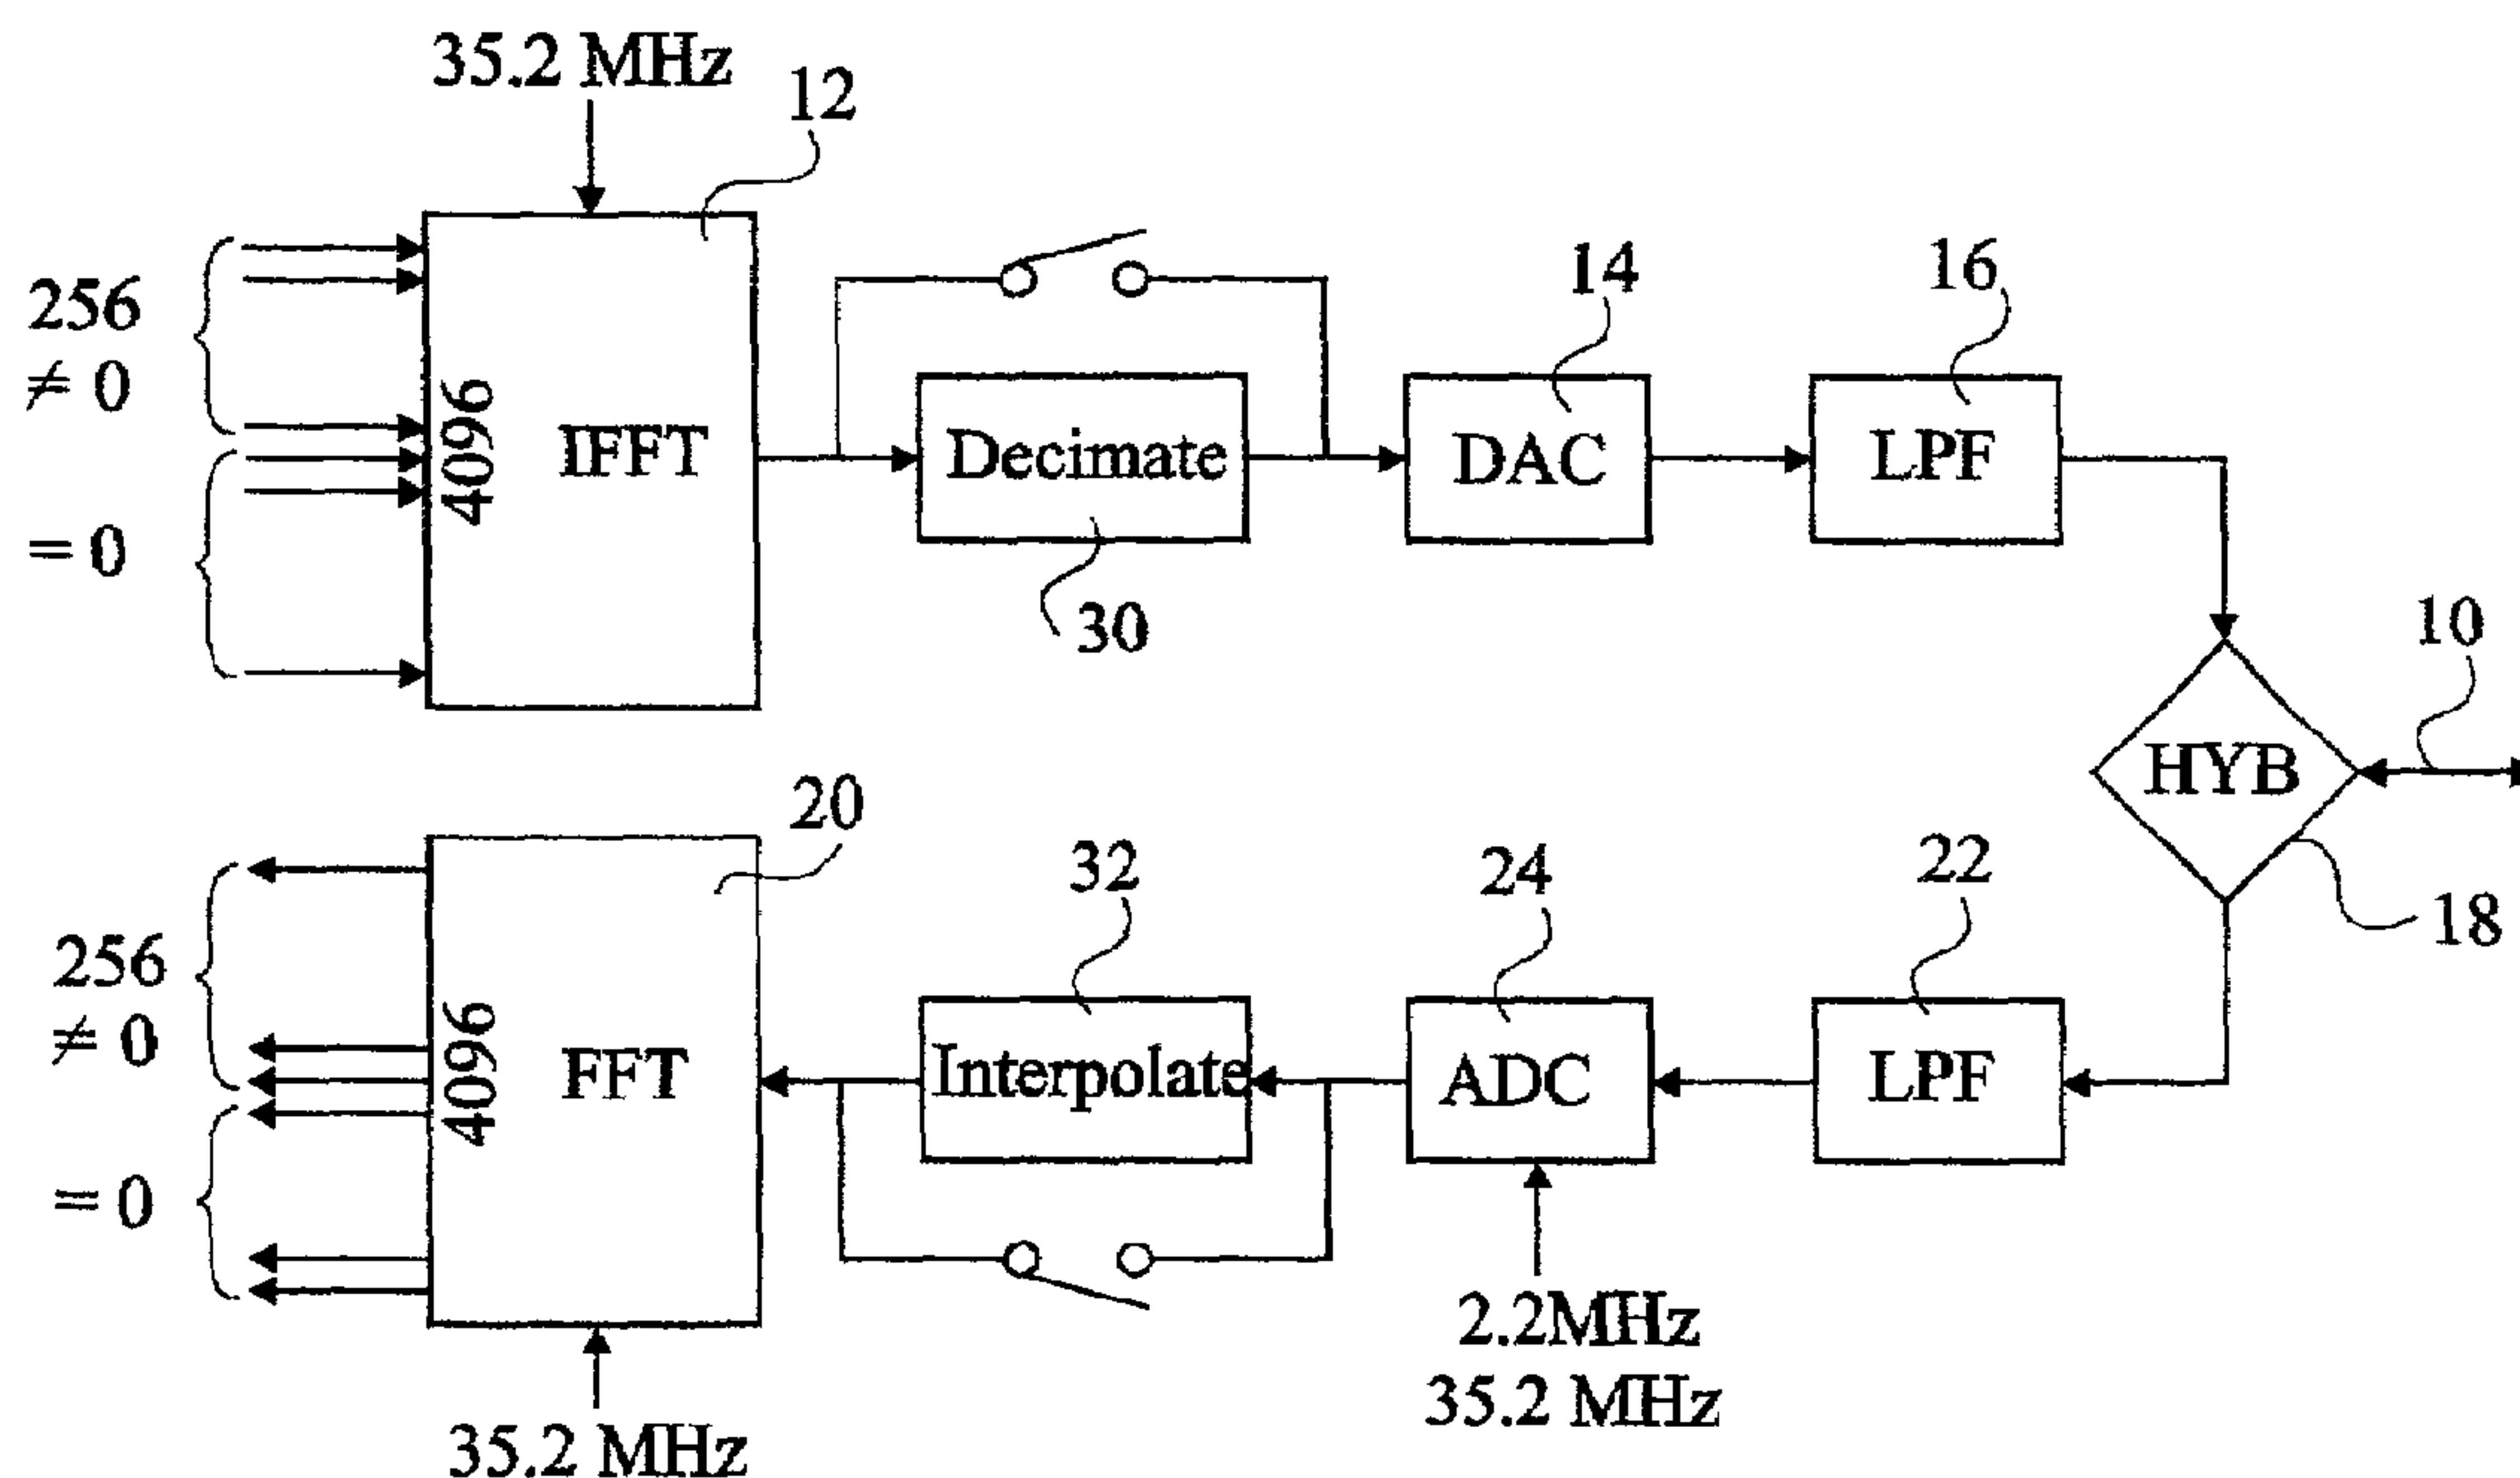 35.2 MHz
12
256
≠ 0
= 0
4096
IFFT
Decimate
30
14
DAC
16
LPF
10
HYB
18
20
256
≠ 0
= 0
4096
FFT
32
Interpolate
24
ADC
22
LPF
2.2MHz
35.2 MHz
35.2 MHz